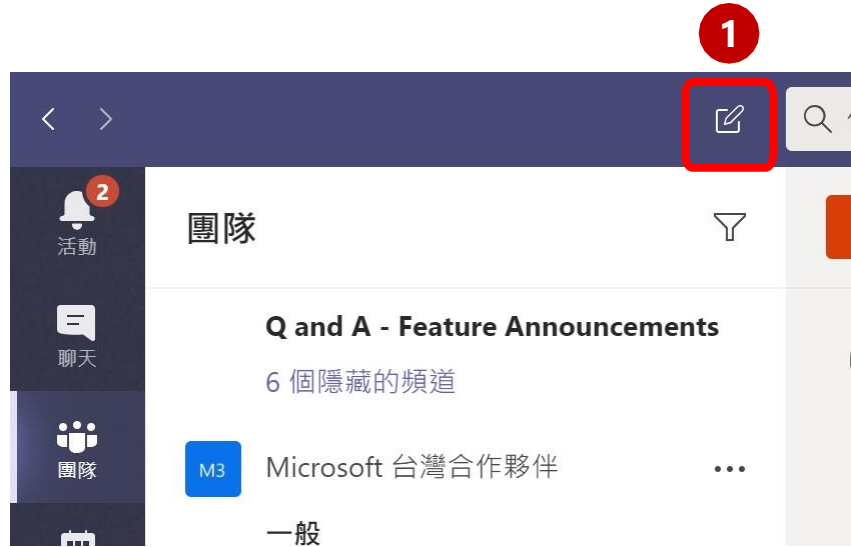 1
2
活動
團隊
Q and A - Feature Announcements
聊天
6 個隱藏的頻道
團隊
M3
Microsoft 台灣合作夥伴
一般